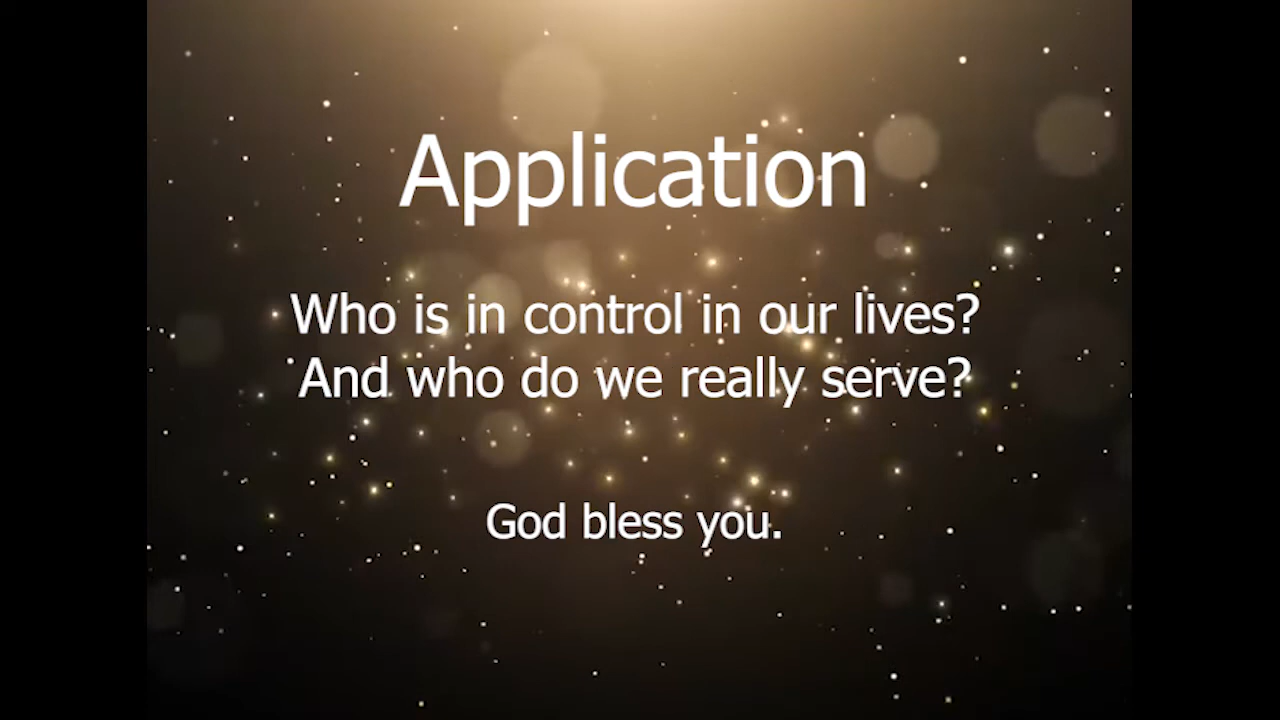 Application
Who is in control in our lives?
And who do we really serve?
God bless you.